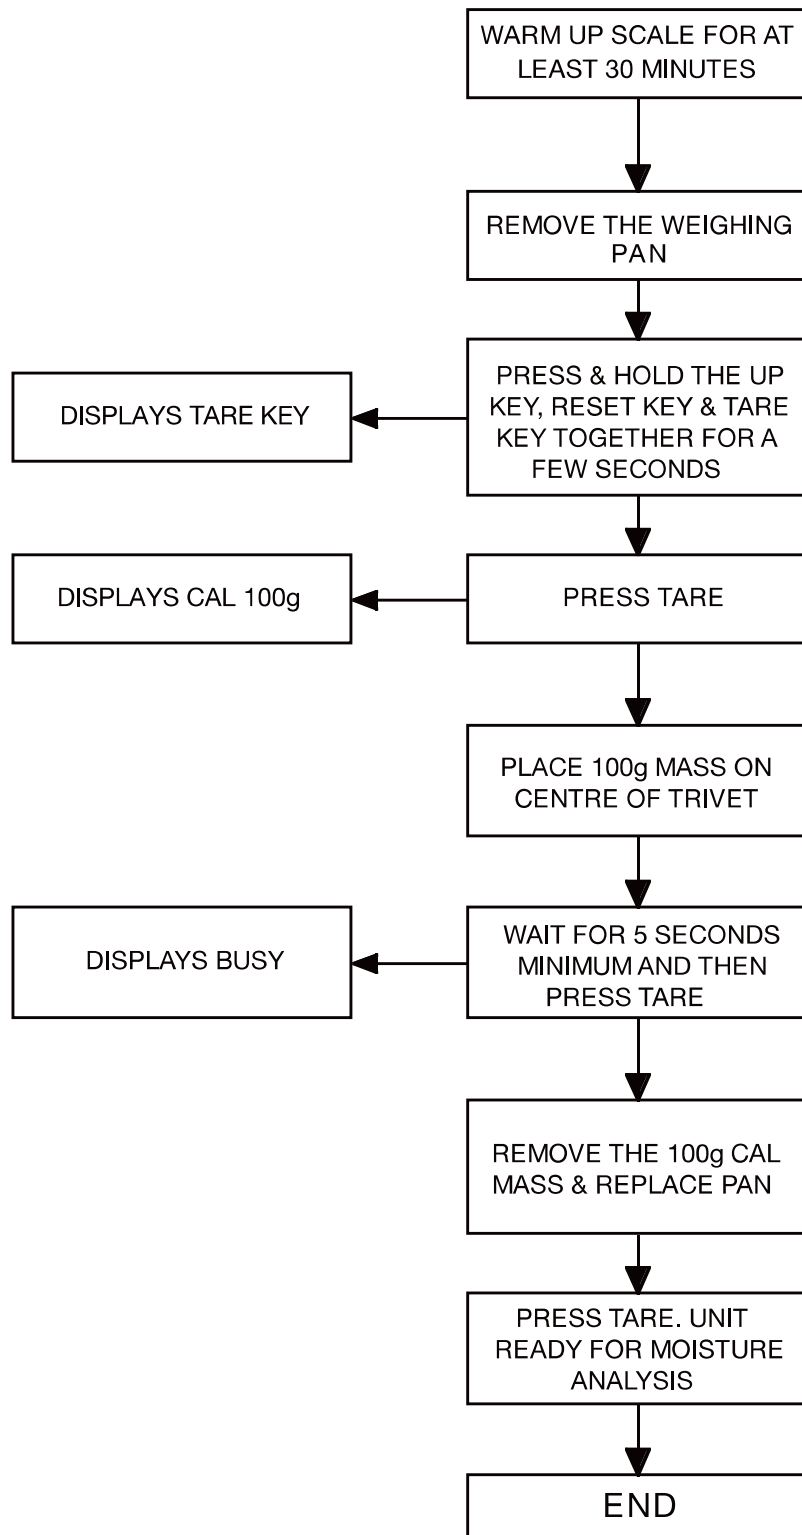 WARM UP SCALE FOR AT
LEAST 30 MINUTES
REMOVE THE WEIGHING
PAN
PRESS & HOLD THE UP
KEY, RESET KEY & TARE
KEY TOGETHER FOR A
FEW SECONDS
DISPLAYS TARE KEY
PRESS TARE
DISPLAYS CAL 100g
PLACE 100g MASS ON
CENTRE OF TRIVET
WAIT FOR 5 SECONDS
MINIMUM AND THEN
PRESS TARE
DISPLAYS BUSY
REMOVE THE 100g CAL
MASS & REPLACE PAN
PRESS TARE. UNIT
READY FOR MOISTURE
ANALYSIS
END